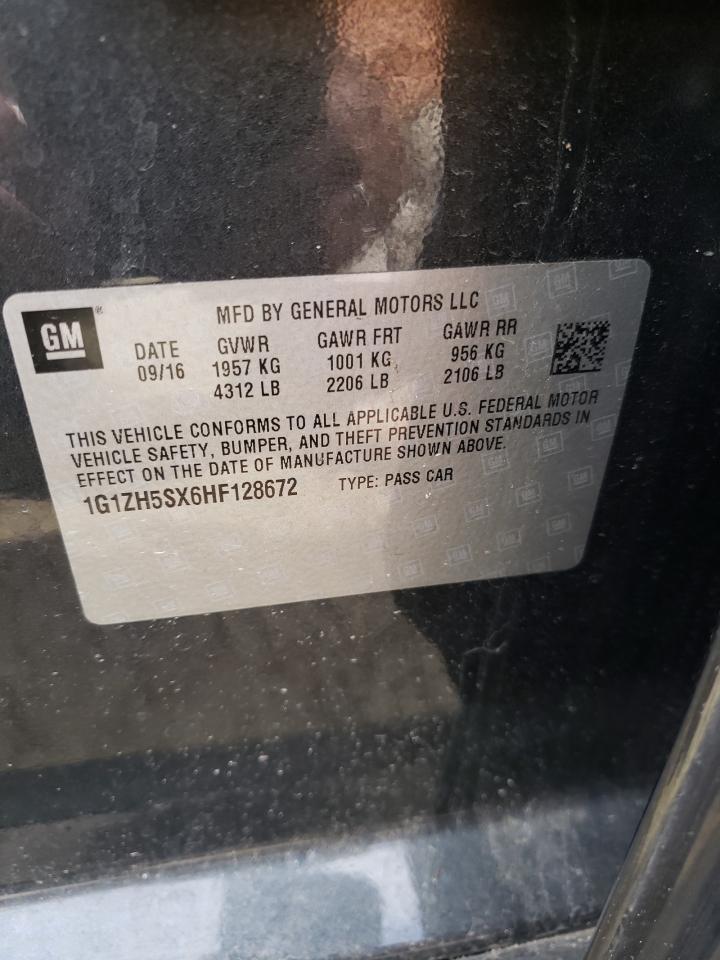 GM®
MFD BY GENERAL MOTORS LLC
DATE GVWR GAWR FRT GAWR RR
09/16 1957 KG 1001 KG 956 KG
4312 LB 2206 LB 2106 LB
THIS VEHICLE CONFORMS TO ALL APPLICABLE U.S. FEDERAL MOTOR
VEHICLE SAFETY, BUMPER, AND THEFT PREVENTION STANDARDS IN
EFFECT ON THE DATE OF MANUFACTURE SHOWN ABOVE.
1G1ZH5SX6HF128672 TYPE: PASS CAR